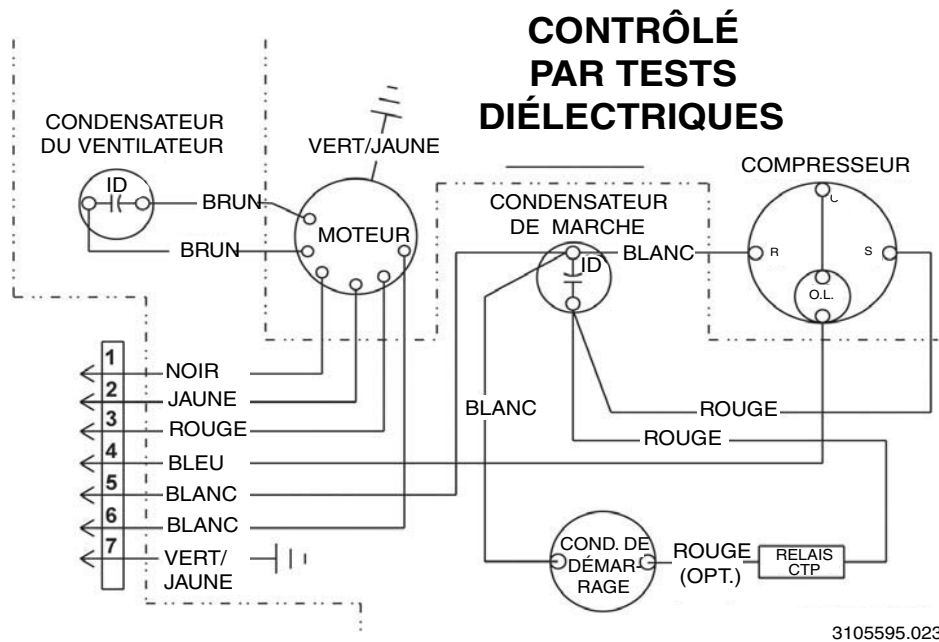 CONTRÔLÉ
PAR TESTS
DIÉLECTRIQUES
CONDENSATEUR
DU VENTILATEUR
ID
BRUN
BRUN
VERT/JAUNE
MOTEUR
CONDENSATEUR
DE MARCHE
ID
BLANC
COMPRESSEUR
C
R
S
O.L.
1
NOIR
2
JAUNE
3
ROUGE
4
BLEU
5
BLANC
6
BLANC
7
VERT/
JAUNE
BLANC
ROUGE
ROUGE
COND. DE
DÉMAR-
RAGE
ROUGE
(OPT.)
RELAIS
CTP
3105595.023